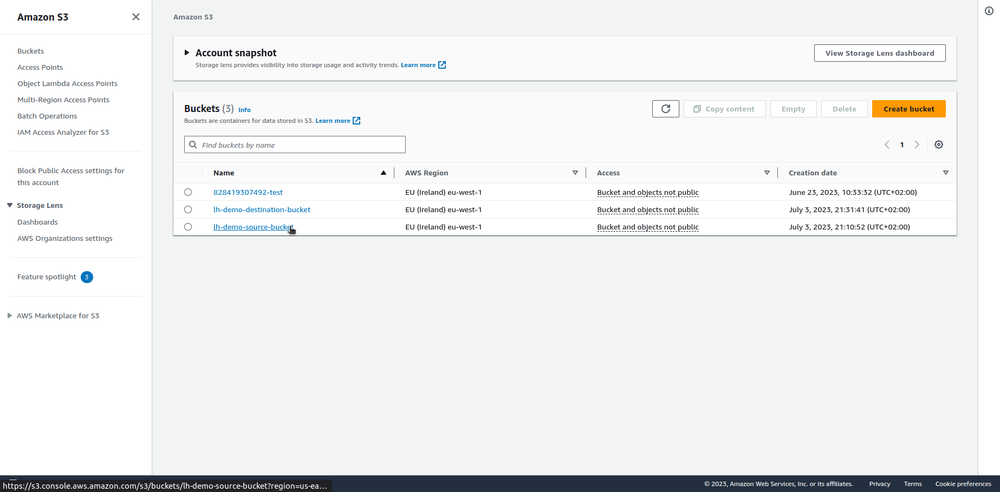 Amazon S3
Buckets
Access Points
Object Lambda Access Points
Multi-Region Access Points
Batch Operations
IAM Access Analyzer for S3
Block Public Access settings for
this account
Storage Lens
Dashboards
AWS Organizations settings
Feature spotlight 3
AWS Marketplace for S3
Amazon S3
Account snapshot
Storage lens provides visibility into storage usage and activity trends. Learn more
View Storage Lens dashboard
Buckets (3) Info
Buckets are containers for data stored in S3. Learn more
Copy content Empty Delete Create bucket
Find buckets by name
1
Name AWS Region Access Creation date
828419307492-test EU (Ireland) eu-west-1 Bucket and objects not public June 23, 2023, 10:33:32 (UTC+02:00)
lh-demo-destination-bucket EU (Ireland) eu-west-1 Bucket and objects not public July 3, 2023, 21:31:41 (UTC+02:00)
lh-demo-source-bucket EU (Ireland) eu-west-1 Bucket and objects not public July 3, 2023, 21:10:52 (UTC+02:00)
https://s3.console.aws.amazon.com/s3/buckets/lh-demo-source-bucket?region=us-ea...
© 2023, Amazon Web Services, Inc. or its affiliates. Privacy Terms Cookie preferences